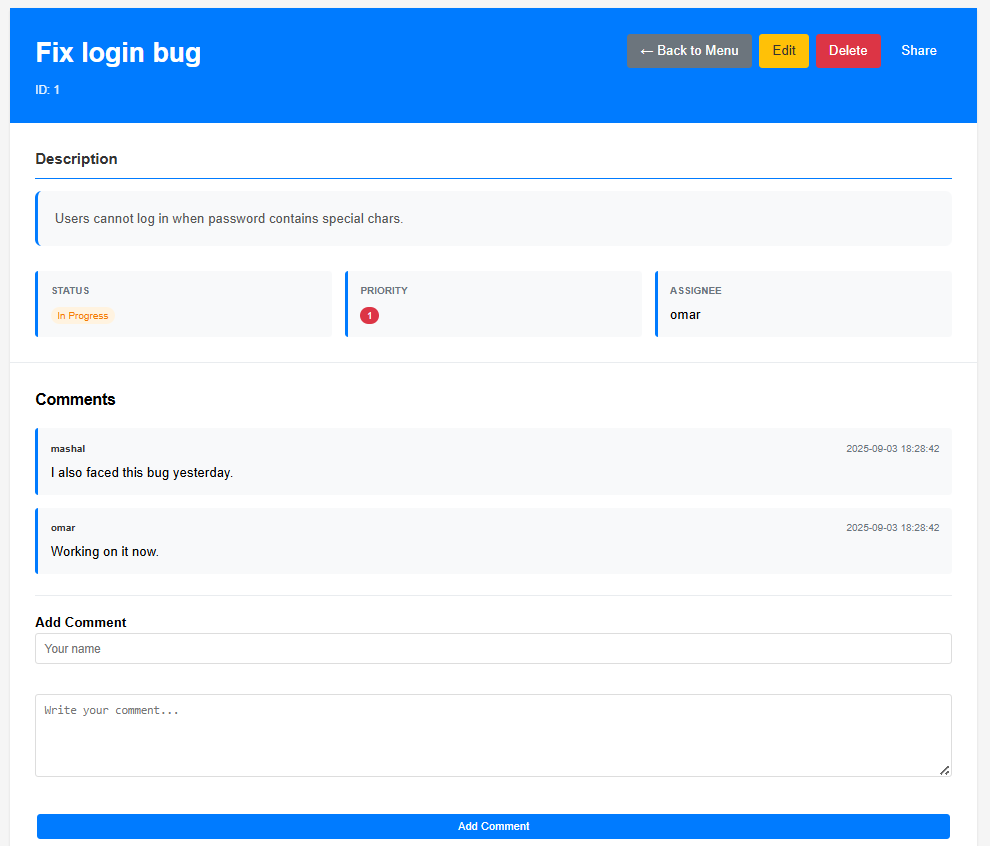 Fix login bug
← Back to Menu Edit Delete Share
ID: 1
Description
Users cannot log in when password contains special chars.
STATUS PRIORITY ASSIGNEE
In Progress 1 omar
Comments
mashal 2025-09-03 18:28:42
I also faced this bug yesterday.
omar 2025-09-03 18:28:42
Working on it now.
Add Comment
Your name
Write your comment...
Add Comment